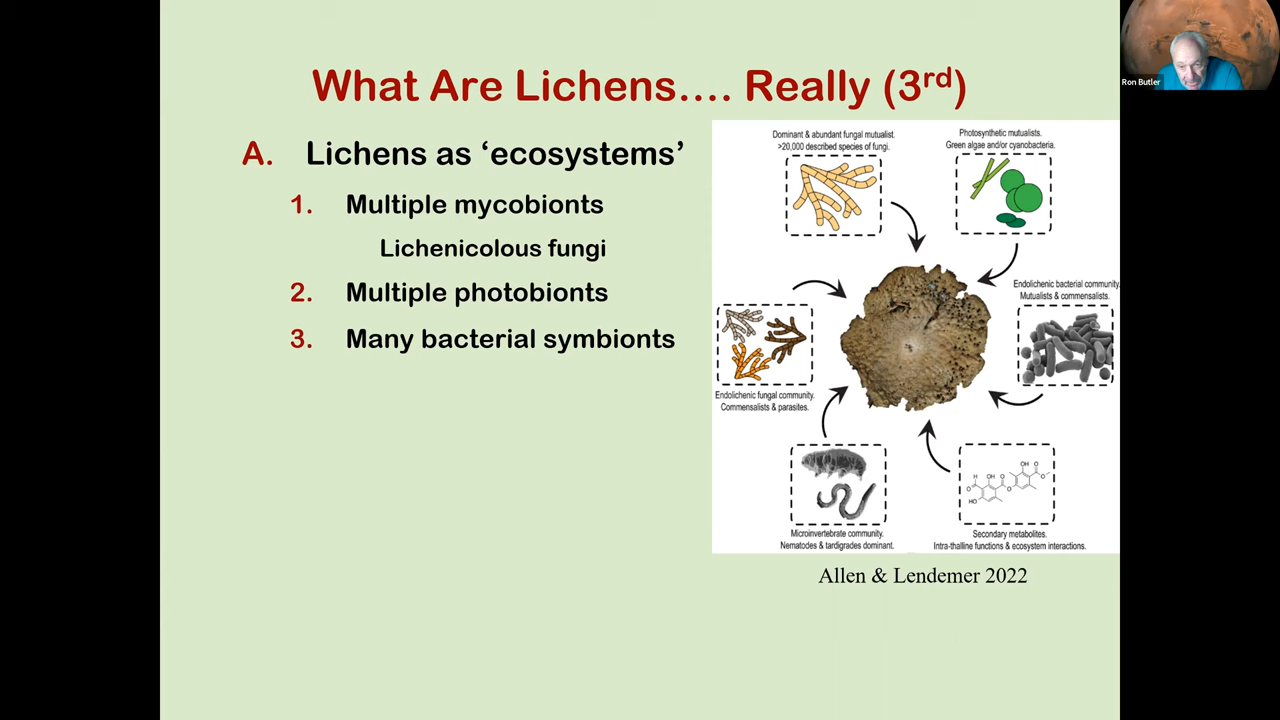 What Are Lichens…. Really (3rd)
A. Lichens as ‘ecosystems’
1. Multiple mycobionts
Lichenicolous fungi
2. Multiple photobionts
3. Many bacterial symbionts
Dominant & abundant fungal mutualist.
>20,000 described species of fungi.
Photosynthetic mutualists.
Green algae and/or cyanobacteria.
Endolichenic bacterial community.
Mutualists & commensalists.
Endolichenic fungal community.
Commensalists & parasites.
Microinvertebrate community.
Nematodes & tardigrades dominant.
H
O
OH
HO
O
O
OH
O
O
Secondary metabolites.
Intra-thalline functions & ecosystem interactions.
Allen & Lendemer 2022
Ron Butler